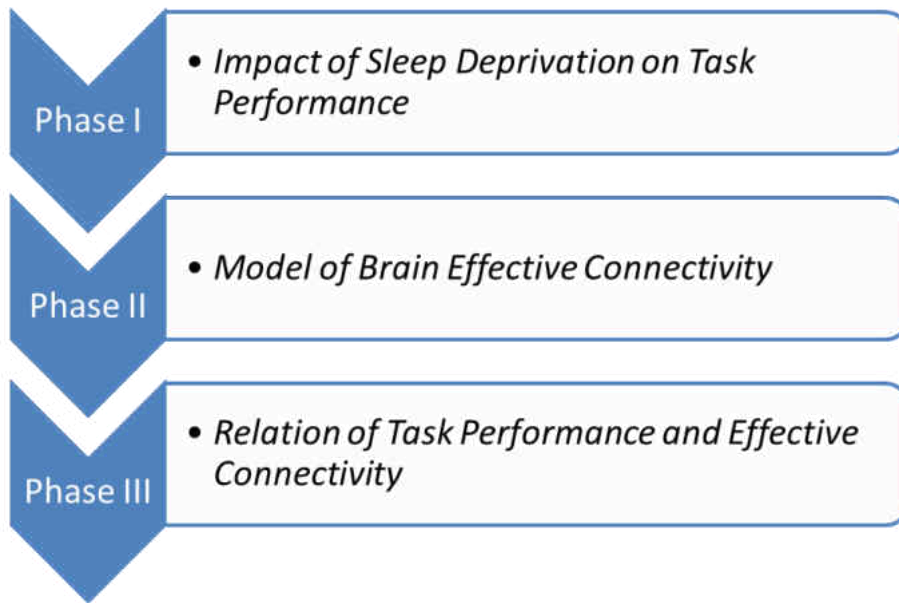 Phase I
• Impact of Sleep Deprivation on Task
Performance
Phase II
• Model of Brain Effective Connectivity
Phase III
• Relation of Task Performance and Effective
Connectivity